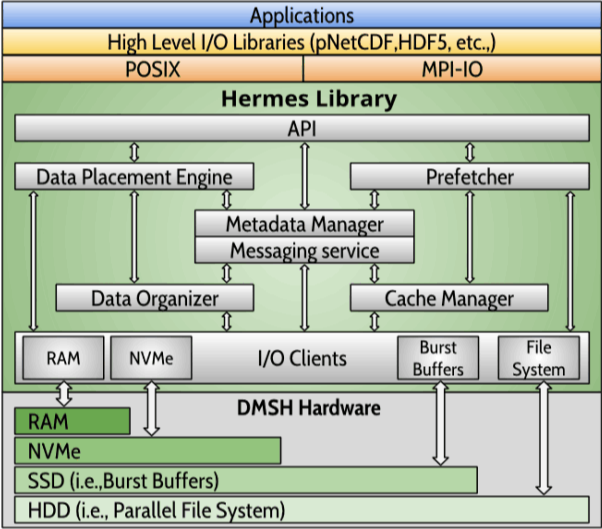 Applications
High Level I/O Libraries (pNetCDF,HDF5, etc.,)
POSIX
MPI-IO
Hermes Library
API
Data Placement Engine
Prefetcher
Metadata Manager
Messaging service
Data Organizer
Cache Manager
RAM
NVMe
I/O Clients
Burst
Buffers
File
System
DMSH Hardware
RAM
NVMe
SSD (i.e.,Burst Buffers)
HDD (i.e., Parallel File System)